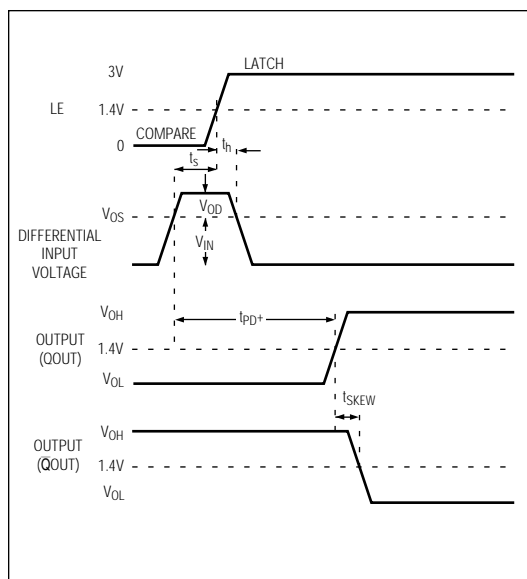 3V
LATCH
LE
1.4V
COMPARE
0
th
ts
VOS
VOD
VIN
DIFFERENTIAL
INPUT
VOLTAGE
VOH
tPD+
OUTPUT
(QOUT)
1.4V
VOL
tSKEW
VOH
OUTPUT
(Q̅OUT)
1.4V
VOL